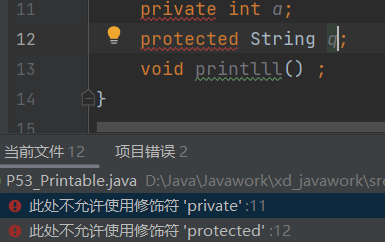 11 private int a;
12 protected String q;
13 void printlll() ;
14 }
15
当前文件 12 项目错误 2
P53_Printable.java D:\Java\Javawork\xd_javawork\src
此处不允许使用修饰符 'private' :11
此处不允许使用修饰符 'protected' :12